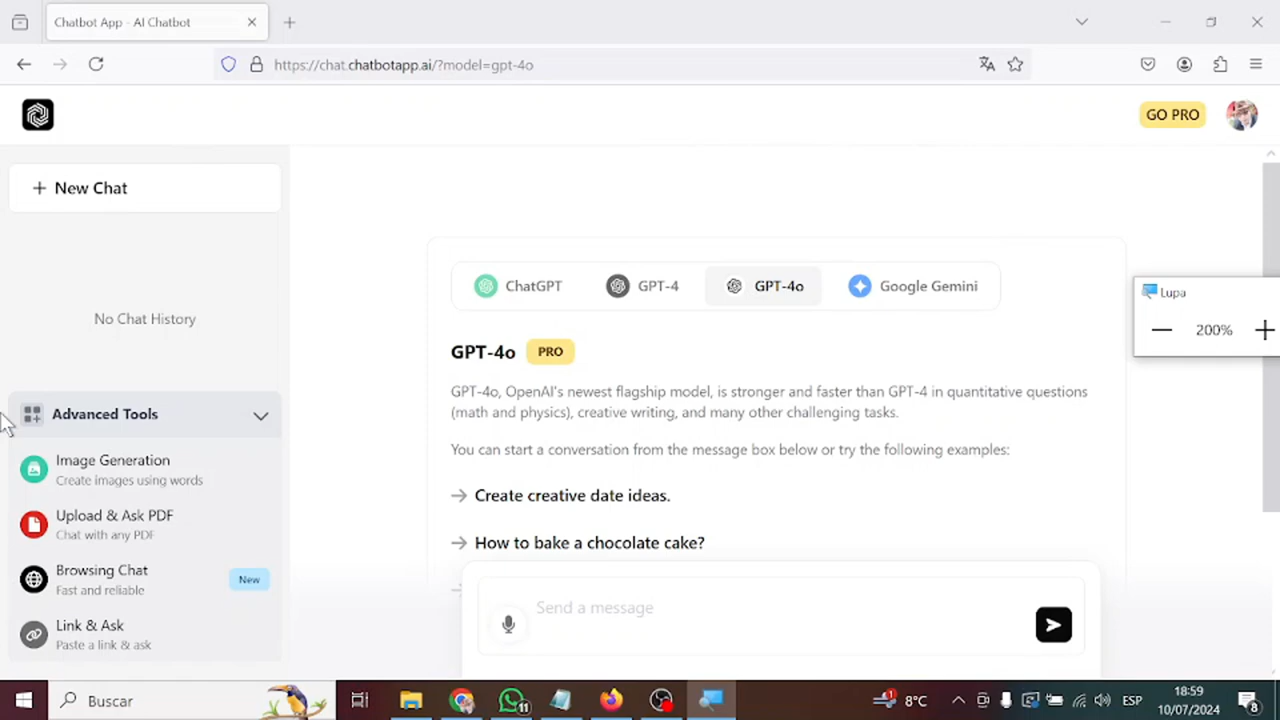 Chatbot App - AI Chatbot
https://chat.chatbotapp.ai/?model=gpt-4o
GO PRO
+ New Chat
No Chat History
Advanced Tools
Image Generation
Create images using words
Upload & Ask PDF
Chat with any PDF
Browsing Chat
Fast and reliable
New
Link & Ask
Paste a link & ask
ChatGPT
GPT-4
GPT-4o
Google Gemini
GPT-4o PRO
GPT-4o, OpenAI's newest flagship model, is stronger and faster than GPT-4 in quantitative questions
(math and physics), creative writing, and many other challenging tasks.
You can start a conversation from the message box below or try the following examples:
→ Create creative date ideas.
→ How to bake a chocolate cake?
Send a message
Lupa
200%
Buscar
11
1
8°C
ESP
18:59
10/07/2024
8